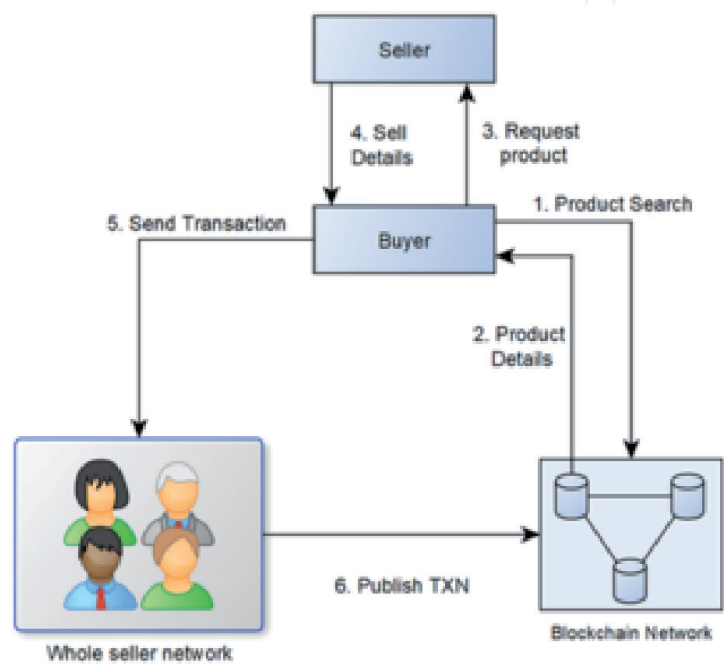 Seller
4. Sell
Details
3. Request
product
1. Product Search
5. Send Transaction
Buyer
2. Product
Details
6. Publish TXN
Whole seller network
Blockchain Network